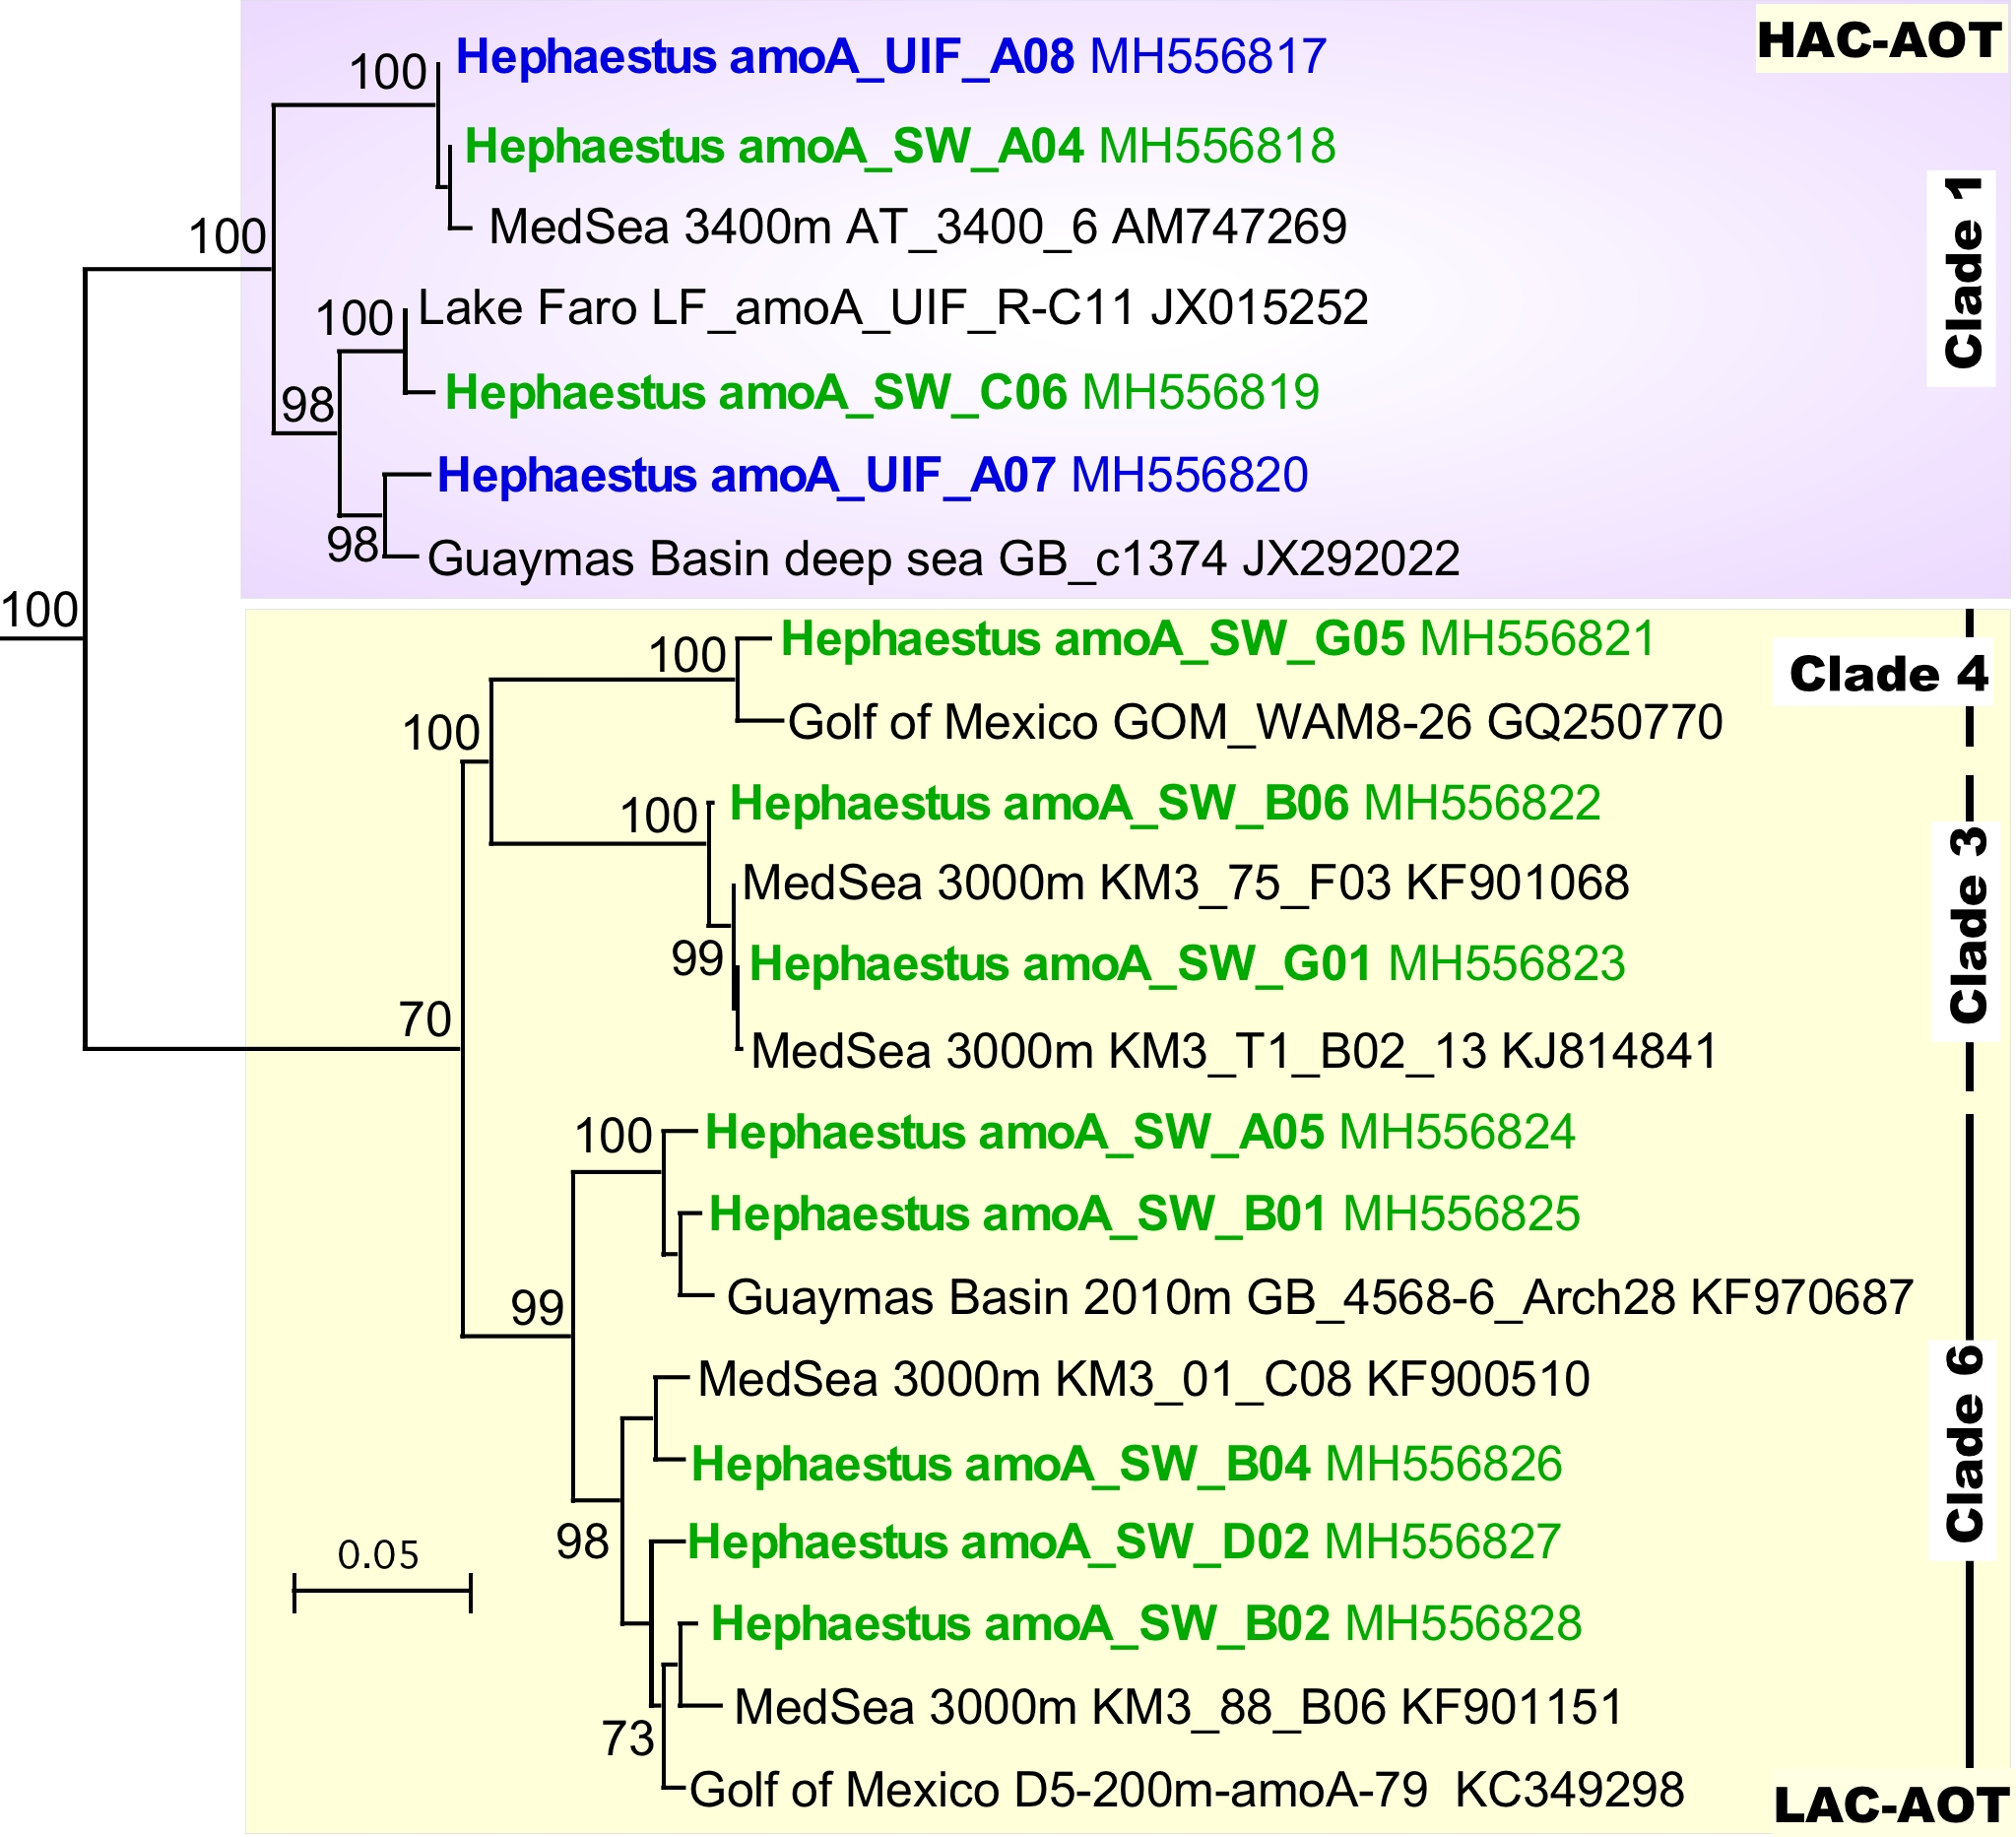 HAC-AOT
100
Hephaestus amoA_UIF_A08 MH556817
Hephaestus amoA_SW_A04 MH556818
MedSea 3400m AT_3400_6 AM747269
100
Clade 1
100
Lake Faro LF_amoA_UIF_R-C11 JX015252
Hephaestus amoA_SW_C06 MH556819
98
Hephaestus amoA_UIF_A07 MH556820
98
Guaymas Basin deep sea GB_c1374 JX292022
100
Hephaestus amoA_SW_G05 MH556821
100
Clade 4
Golf of Mexico GOM_WAM8-26 GQ250770
100
Hephaestus amoA_SW_B06 MH556822
100
MedSea 3000m KM3_75_F03 KF901068
Clade 3
99
Hephaestus amoA_SW_G01 MH556823
70
MedSea 3000m KM3_T1_B02_13 KJ814841
100
Hephaestus amoA_SW_A05 MH556824
Hephaestus amoA_SW_B01 MH556825
Guaymas Basin 2010m GB_4568-6_Arch28 KF970687
99
MedSea 3000m KM3_01_C08 KF900510
Clade 6
Hephaestus amoA_SW_B04 MH556826
98
Hephaestus amoA_SW_D02 MH556827
0.05
Hephaestus amoA_SW_B02 MH556828
MedSea 3000m KM3_88_B06 KF901151
73
Golf of Mexico D5-200m-amoA-79 KC349298
LAC-AOT